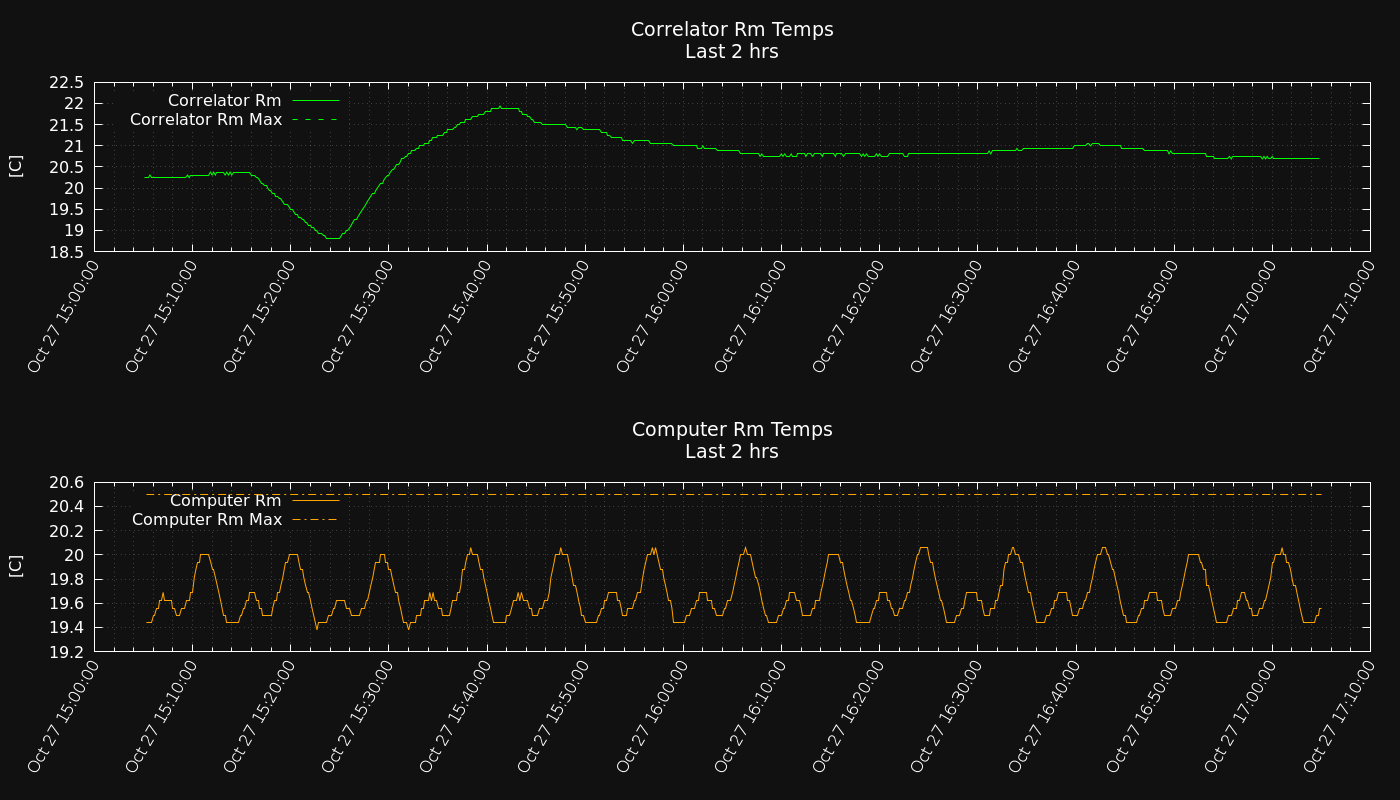 Correlator Rm Temps
Last 2 hrs
22.5
22
21.5
21
20.5
20
19.5
19
18.5
[C]
Correlator Rm
Correlator Rm Max
Oct 27 15:00:00
Oct 27 15:10:00
Oct 27 15:20:00
Oct 27 15:30:00
Oct 27 15:40:00
Oct 27 15:50:00
Oct 27 16:00:00
Oct 27 16:10:00
Oct 27 16:20:00
Oct 27 16:30:00
Oct 27 16:40:00
Oct 27 16:50:00
Oct 27 17:00:00
Oct 27 17:10:00
Computer Rm Temps
Last 2 hrs
20.6
20.4
20.2
20
19.8
19.6
19.4
19.2
[C]
Computer Rm
Computer Rm Max
Oct 27 15:00:00
Oct 27 15:10:00
Oct 27 15:20:00
Oct 27 15:30:00
Oct 27 15:40:00
Oct 27 15:50:00
Oct 27 16:00:00
Oct 27 16:10:00
Oct 27 16:20:00
Oct 27 16:30:00
Oct 27 16:40:00
Oct 27 16:50:00
Oct 27 17:00:00
Oct 27 17:10:00